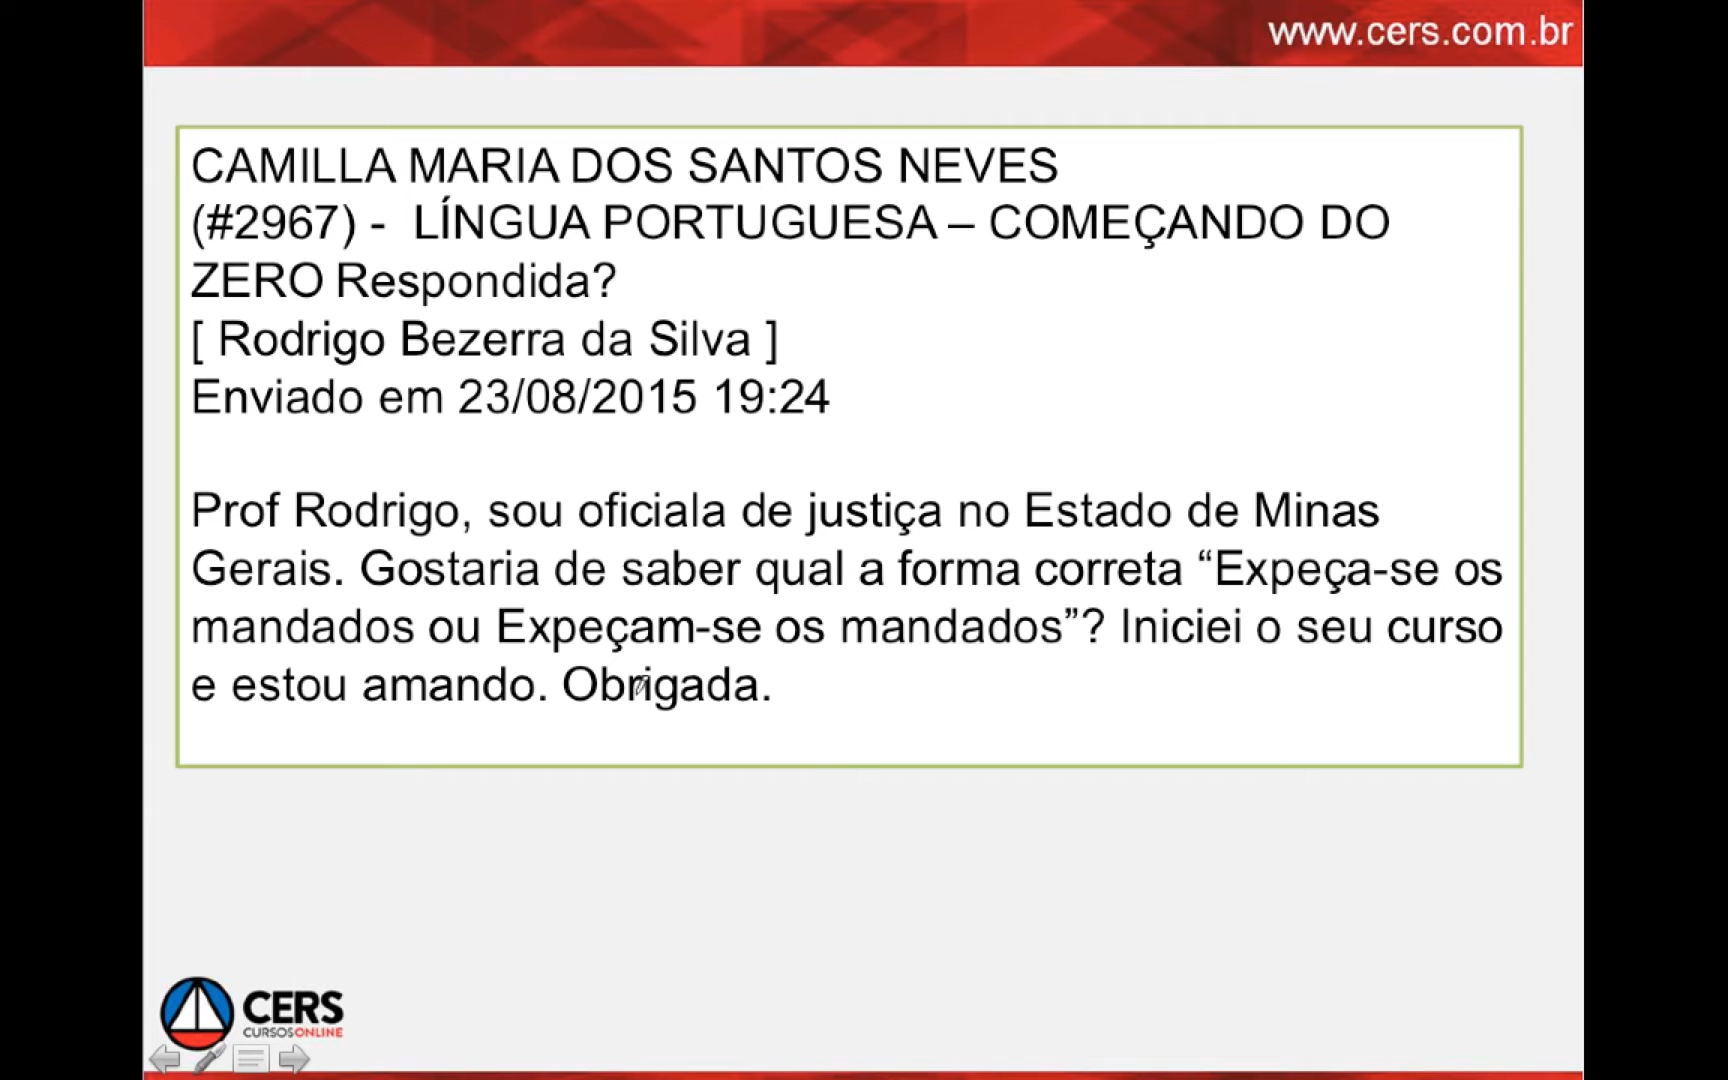 www.cers.com.br
CAMILLA MARIA DOS SANTOS NEVES
(#2967) - LÍNGUA PORTUGUESA – COMEÇANDO DO
ZERO Respondida?
[ Rodrigo Bezerra da Silva ]
Enviado em 23/08/2015 19:24
Prof Rodrigo, sou oficiala de justiça no Estado de Minas
Gerais. Gostaria de saber qual a forma correta “Expeça-se os
mandados ou Expeçam-se os mandados”? Iniciei o seu curso
e estou amando. Obrigada.
CERS
CURSOSONLINE